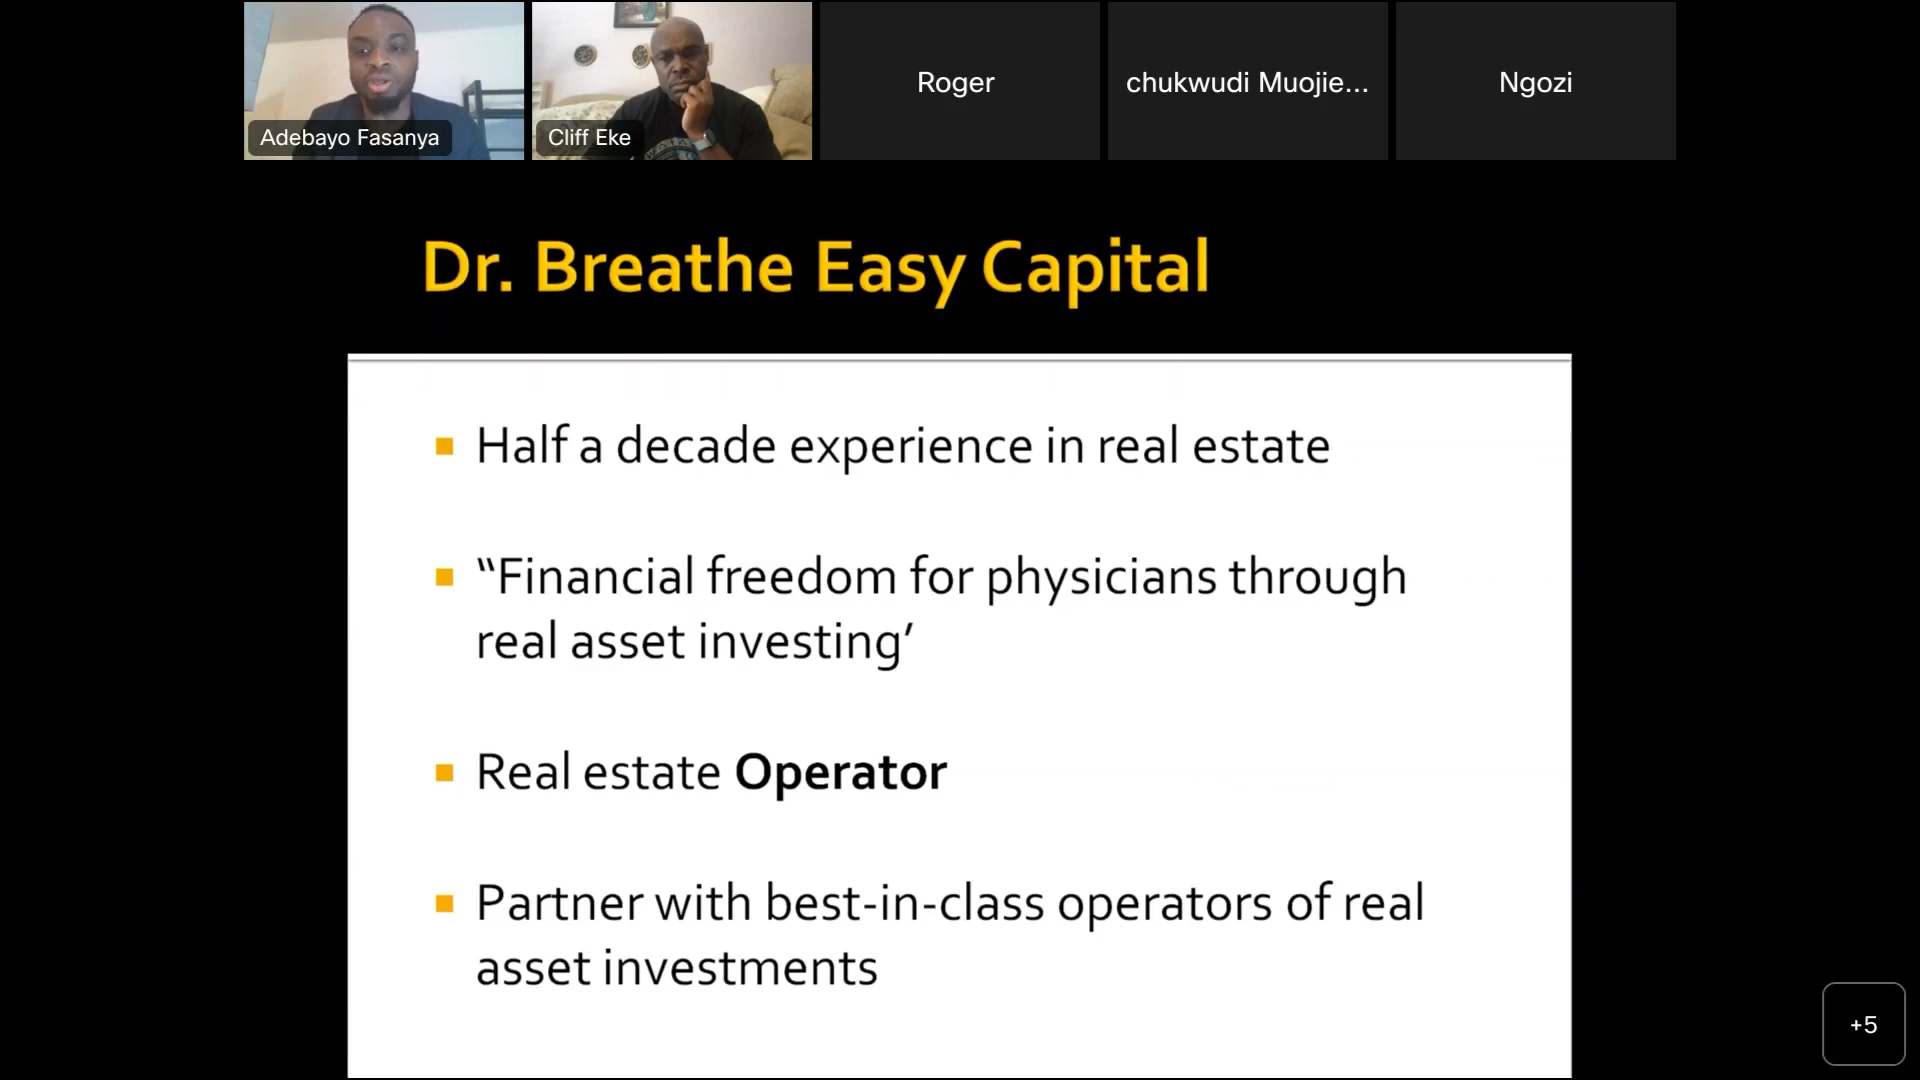 Adebayo Fasanya
Cliff Eke
Roger
chukwudi Muojie...
Ngozi
Dr. Breathe Easy Capital
Half a decade experience in real estate
“Financial freedom for physicians through
real asset investing’
Real estate Operator
Partner with best-in-class operators of real
asset investments
+5